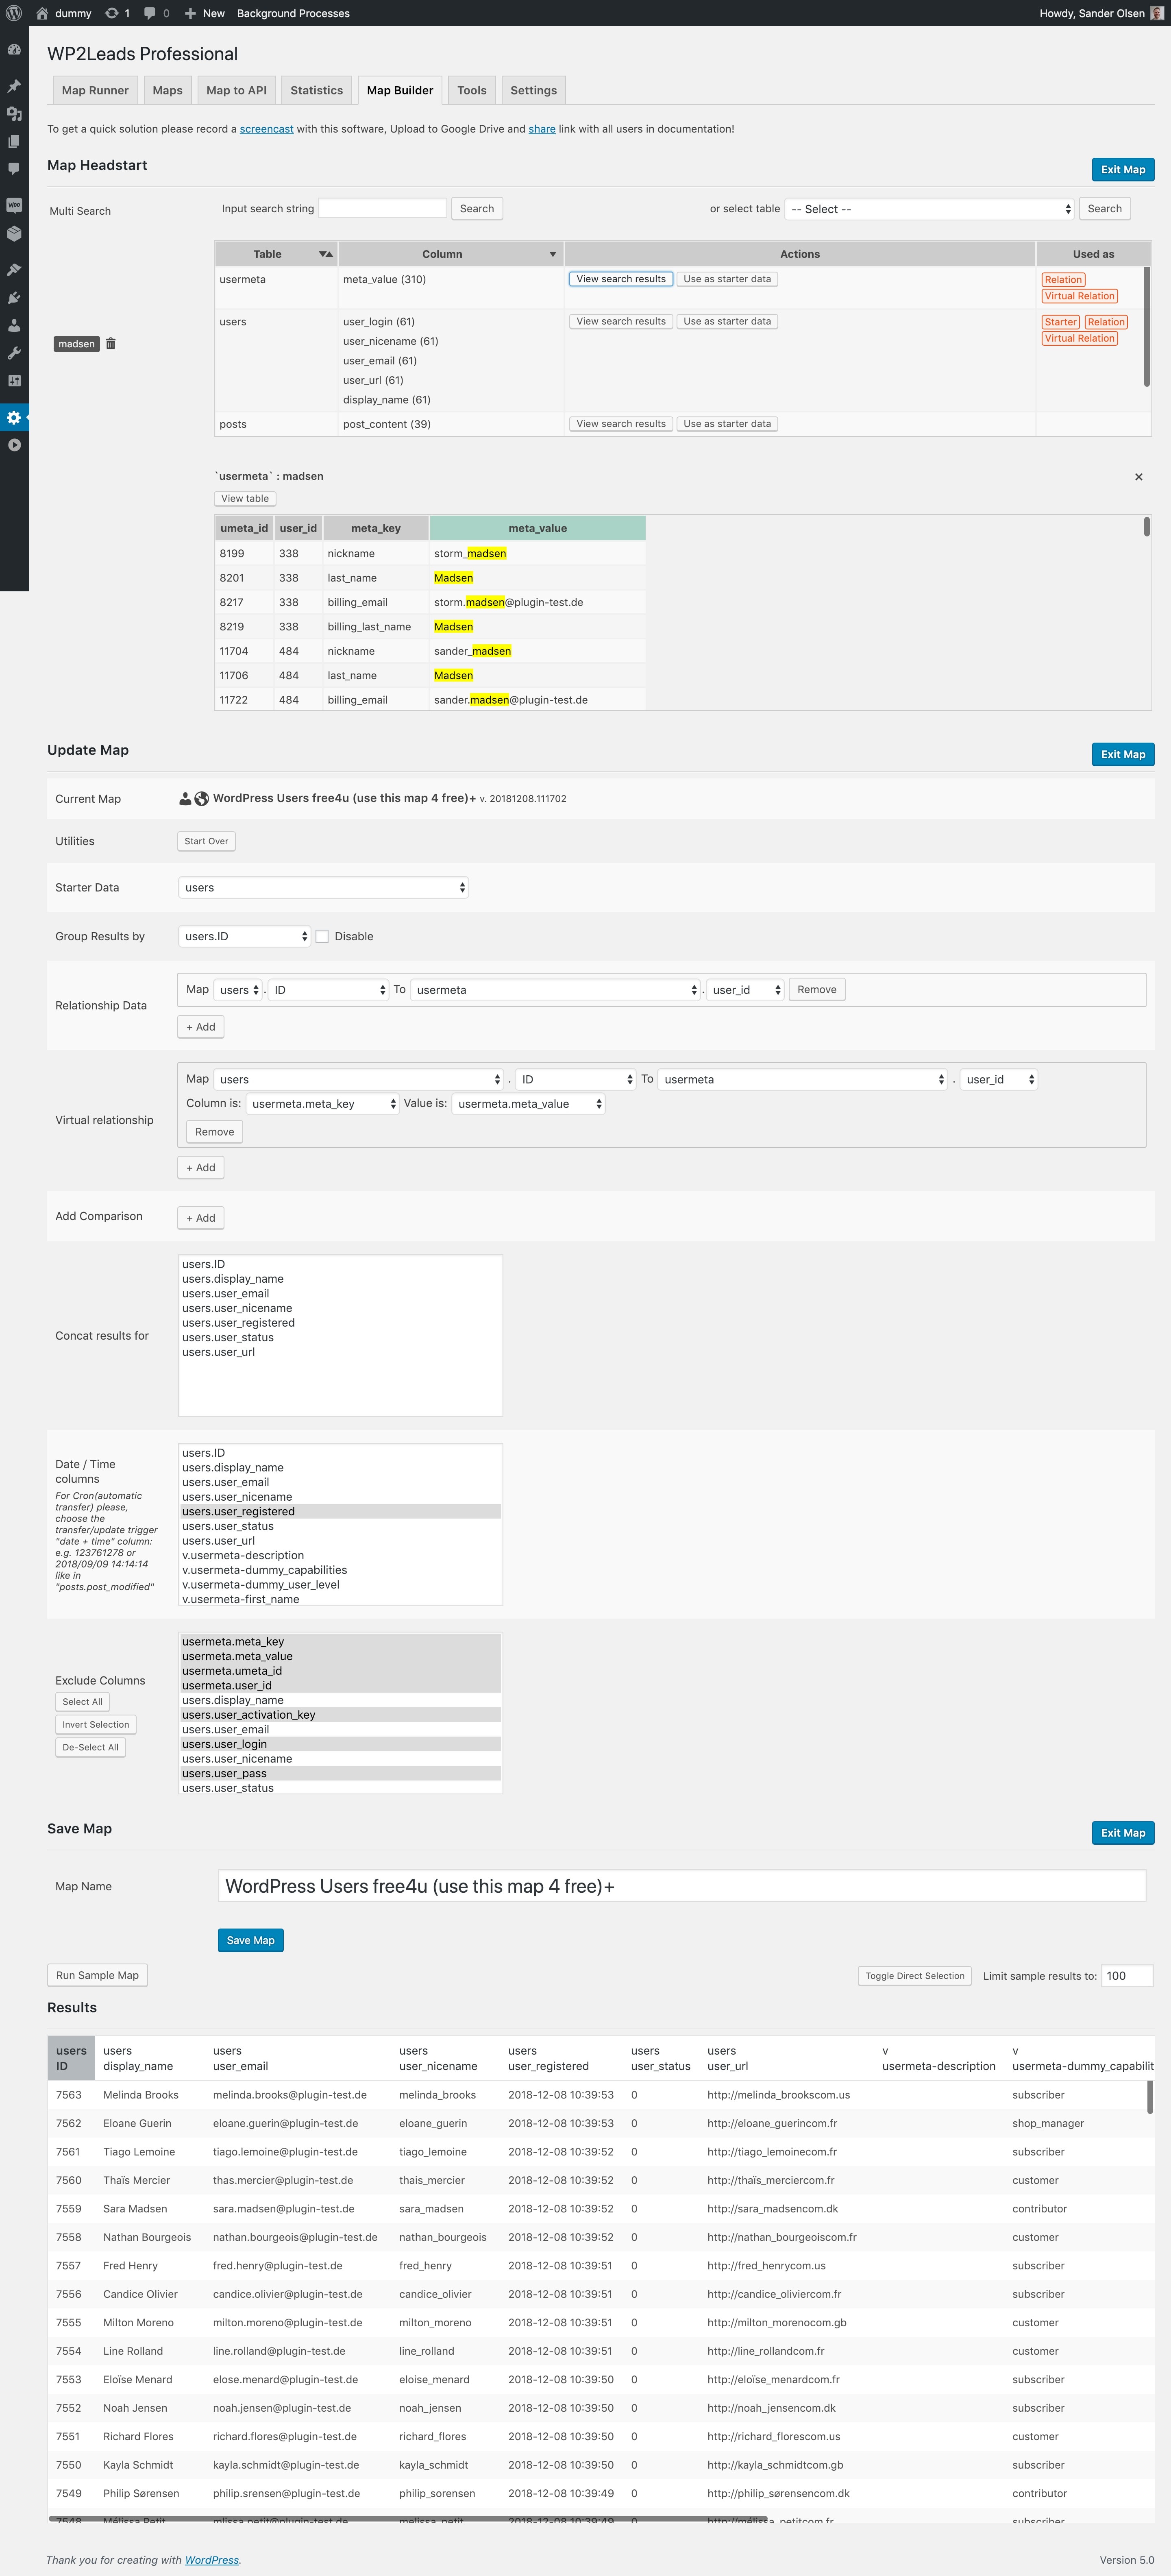 dummy 1 0 New Background Processes Howdy, Sander Olsen
WP2Leads Professional
Map Runner Maps Map to API Statistics Map Builder Tools Settings
To get a quick solution please record a screencast with this software, Upload to Google Drive and share link with all users in documentation!
Map Headstart Exit Map
Multi Search Input search string Search or select table -- Select -- Search
Table Column Actions Used as
usermeta meta_value (310) View search results Use as starter data Relation
Virtual Relation
users user_login (61) View search results Use as starter data Starter Relation
user_nicename (61) Virtual Relation
madsen
user_email (61)
user_url (61)
display_name (61)
posts post_content (39) View search results Use as starter data
`usermeta` : madsen
View table
umeta_id user_id meta_key meta_value
8199 338 nickname storm_madsen
8201 338 last_name Madsen
8217 338 billing_email storm.madsen@plugin-test.de
8219 338 billing_last_name Madsen
11704 484 nickname sander_madsen
11706 484 last_name Madsen
11722 484 billing_email sander.madsen@plugin-test.de
Update Map Exit Map
Current Map WordPress Users free4u (use this map 4 free)+ v. 20181208.111702
Utilities Start Over
Starter Data users
Group Results by users.ID Disable
Relationship Data Map users . ID To usermeta . user_id Remove
+ Add
Virtual relationship Map users . ID To usermeta . user_id
Column is: usermeta.meta_key Value is: usermeta.meta_value
Remove
+ Add
Add Comparison + Add
Concat results for
users.ID
users.display_name
users.user_email
users.user_nicename
users.user_registered
users.user_status
users.user_url
Date / Time
columns
For Cron(automatic
transfer) please,
choose the
transfer/update trigger
"date + time" column:
e.g. 123761278 or
2018/09/09 14:14:14
like in
"posts.post_modified"
users.ID
users.display_name
users.user_email
users.user_nicename
users.user_registered
users.user_status
users.user_url
v.usermeta-description
v.usermeta-dummy_capabilities
v.usermeta-dummy_user_level
v.usermeta-first_name
Exclude Columns
Select All
Invert Selection
De-Select All
usermeta.meta_key
usermeta.meta_value
usermeta.umeta_id
usermeta.user_id
users.display_name
users.user_activation_key
users.user_email
users.user_login
users.user_nicename
users.user_pass
users.user_status
Save Map Exit Map
Map Name WordPress Users free4u (use this map 4 free)+
Save Map
Run Sample Map Toggle Direct Selection Limit sample results to: 100
Results
users users users users users users users v v
ID display_name user_email user_nicename user_registered user_status user_url usermeta-description usermeta-dummy_capabilit
7563 Melinda Brooks melinda.brooks@plugin-test.de melinda_brooks 2018-12-08 10:39:53 0 http://melinda_brookscom.us subscriber
7562 Eloane Guerin eloane.guerin@plugin-test.de eloane_guerin 2018-12-08 10:39:53 0 http://eloane_guerincom.fr shop_manager
7561 Tiago Lemoine tiago.lemoine@plugin-test.de tiago_lemoine 2018-12-08 10:39:52 0 http://tiago_lemoinecom.fr subscriber
7560 Thaïs Mercier thas.mercier@plugin-test.de thais_mercier 2018-12-08 10:39:52 0 http://thaïs_merciercom.fr customer
7559 Sara Madsen sara.madsen@plugin-test.de sara_madsen 2018-12-08 10:39:52 0 http://sara_madsencom.dk contributor
7558 Nathan Bourgeois nathan.bourgeois@plugin-test.de nathan_bourgeois 2018-12-08 10:39:52 0 http://nathan_bourgeoiscom.fr customer
7557 Fred Henry fred.henry@plugin-test.de fred_henry 2018-12-08 10:39:51 0 http://fred_henrycom.us subscriber
7556 Candice Olivier candice.olivier@plugin-test.de candice_olivier 2018-12-08 10:39:51 0 http://candice_oliviercom.fr subscriber
7555 Milton Moreno milton.moreno@plugin-test.de milton_moreno 2018-12-08 10:39:51 0 http://milton_morenocom.gb customer
7554 Line Rolland line.rolland@plugin-test.de line_rolland 2018-12-08 10:39:51 0 http://line_rollandcom.fr customer
7553 Eloïse Menard elose.menard@plugin-test.de eloise_menard 2018-12-08 10:39:50 0 http://eloïse_menardcom.fr subscriber
7552 Noah Jensen noah.jensen@plugin-test.de noah_jensen 2018-12-08 10:39:50 0 http://noah_jensencom.dk subscriber
7551 Richard Flores richard.flores@plugin-test.de richard_flores 2018-12-08 10:39:50 0 http://richard_florescom.us customer
7550 Kayla Schmidt kayla.schmidt@plugin-test.de kayla_schmidt 2018-12-08 10:39:50 0 http://kayla_schmidtcom.gb subscriber
7549 Philip Sørensen philip.srensen@plugin-test.de philip_sorensen 2018-12-08 10:39:49 0 http://philip_sørensencom.dk contributor
7548 Mélissa Petit mlissa.petit@plugin-test.de melissa_petit 2018-12-08 10:39:49 0 http://mélissa_petitcom.fr subscriber
Thank you for creating with WordPress. Version 5.0